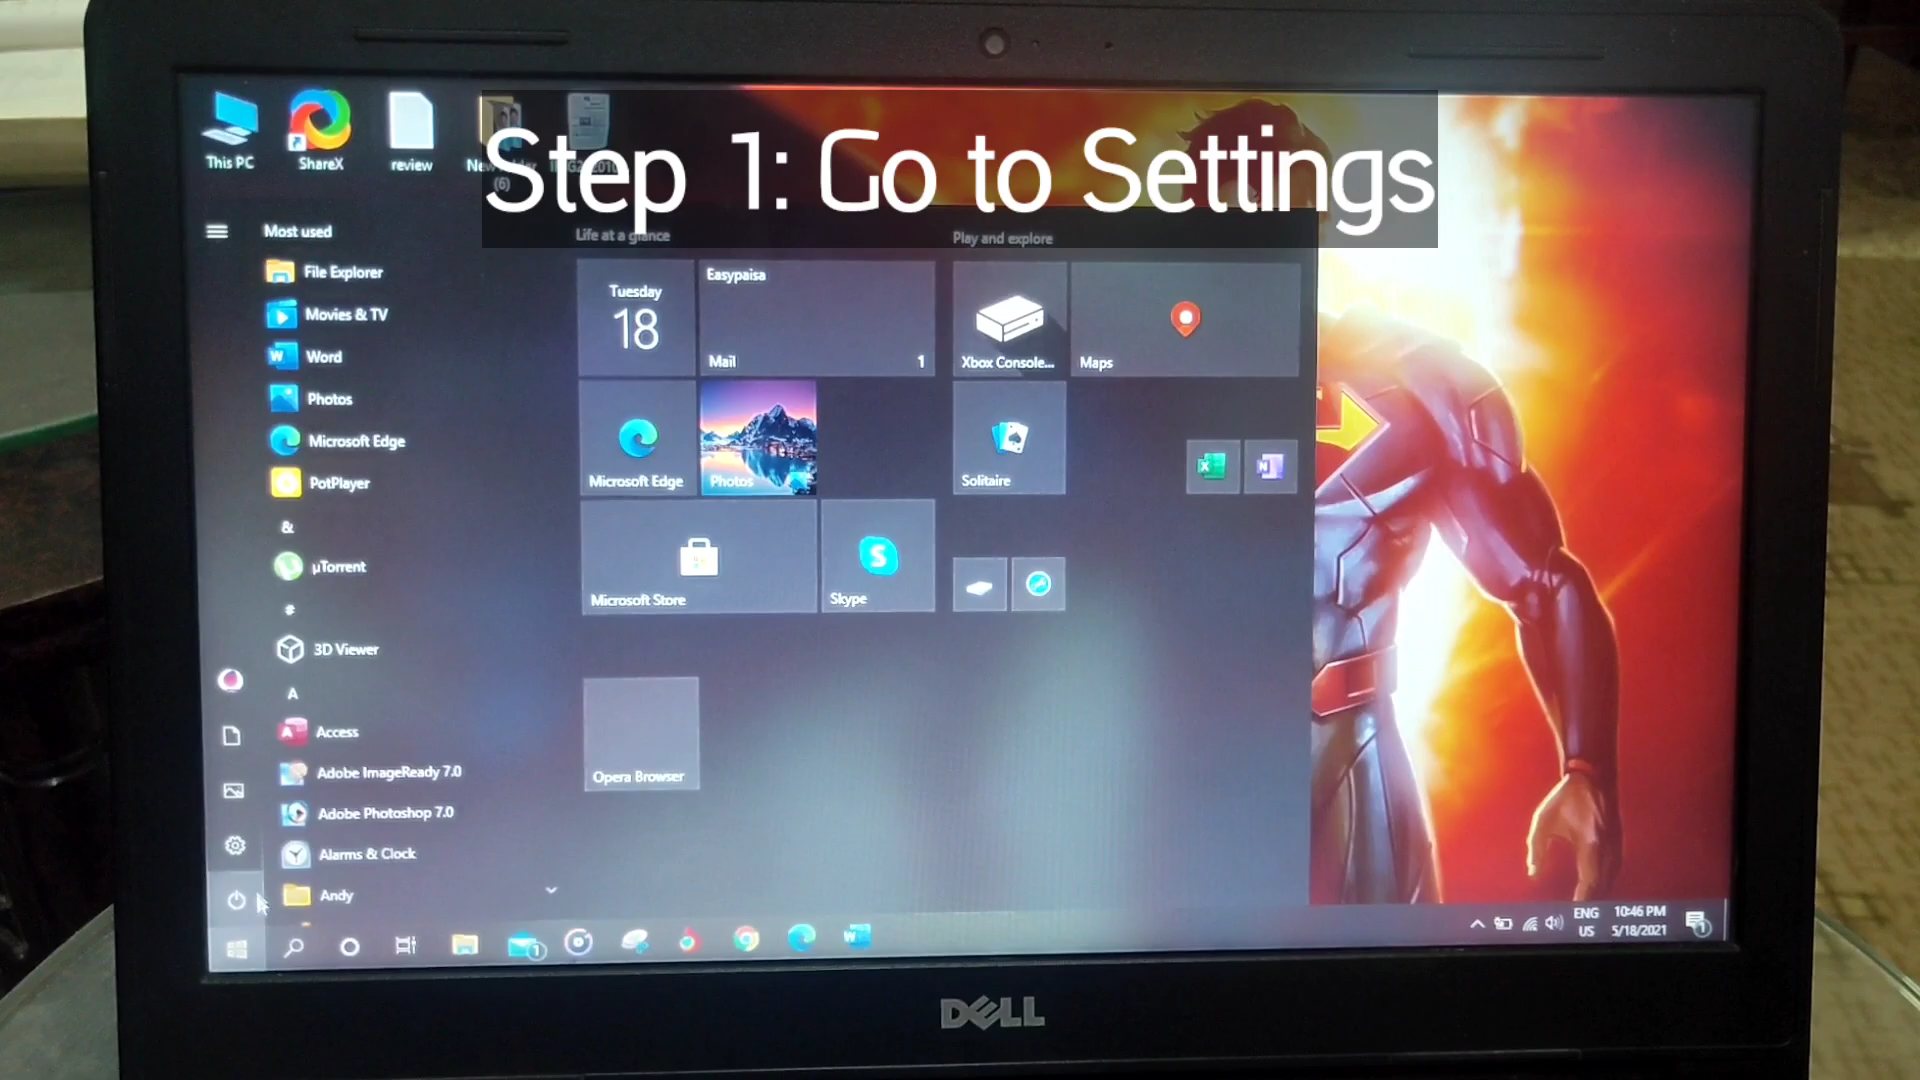 Step 1: Go to Settings
This PC
ShareX
review
(6)
Most used
File Explorer
Movies & TV
Word
Photos
Microsoft Edge
PotPlayer
&
µTorrent
#
3D Viewer
A
Access
Adobe ImageReady 7.0
Adobe Photoshop 7.0
Alarms & Clock
Andy
Life at a glance
Tuesday
18
Easypaisa
Mail 1
Microsoft Edge
Photos
Microsoft Store
Skype
Opera Browser
Play and explore
Xbox Console...
Maps
Solitaire
1
ENG
US
10:46 PM
5/18/2021
1
DELL